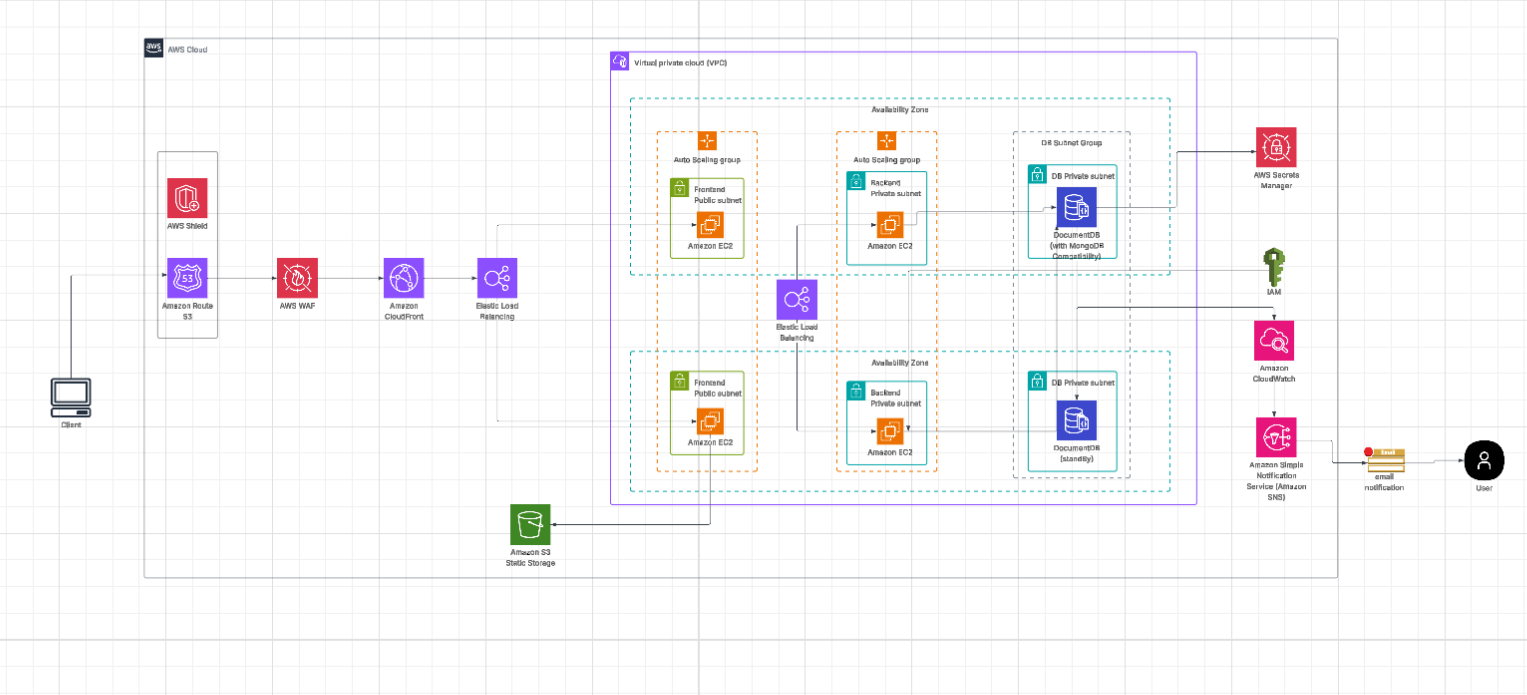 aws
AWS Cloud
Virtual private cloud (VPC)
Availability Zone
Auto Scaling group
Auto Scaling group
DB Subnet Group
Frontend
Public subnet
Amazon EC2
Backend
Private subnet
Amazon EC2
DB Private subnet
DocumentDB
(with MongoDB
Compatibility)
AWS Secrets
Manager
AWS Shield
53
Amazon Route
53
AWS WAF
Amazon
CloudFront
Elastic Load
Balancing
Elastic Load
Balancing
IAM
Amazon
CloudWatch
Availability Zone
Frontend
Public subnet
Amazon EC2
Backend
Private subnet
Amazon EC2
DB Private subnet
DocumentDB
(standby)
Client
Amazon Simple
Notification
Service (Amazon
SNS)
Email
email
notification
User
Amazon S3
Static Storage